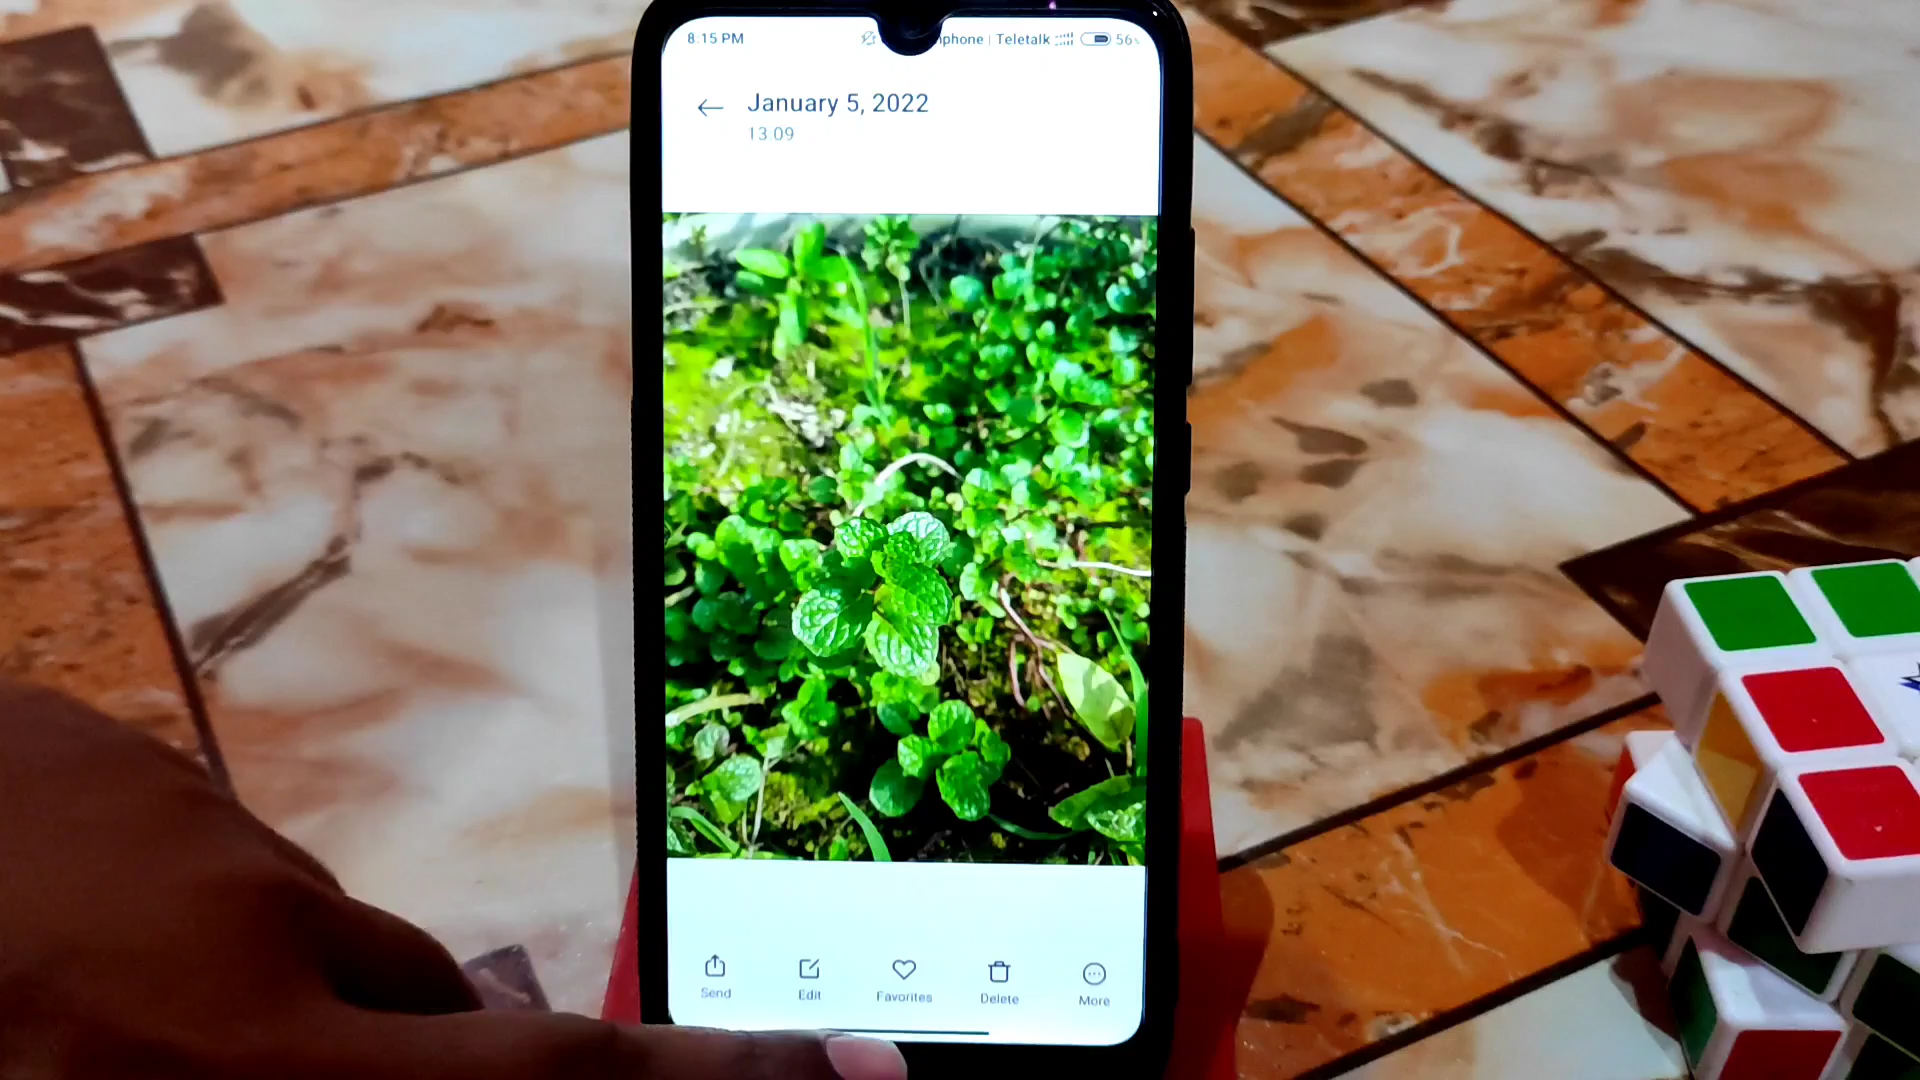 8:15 PM
phone | Teletalk 56
January 5, 2022
13 09
Send Edit Favorites Delete More